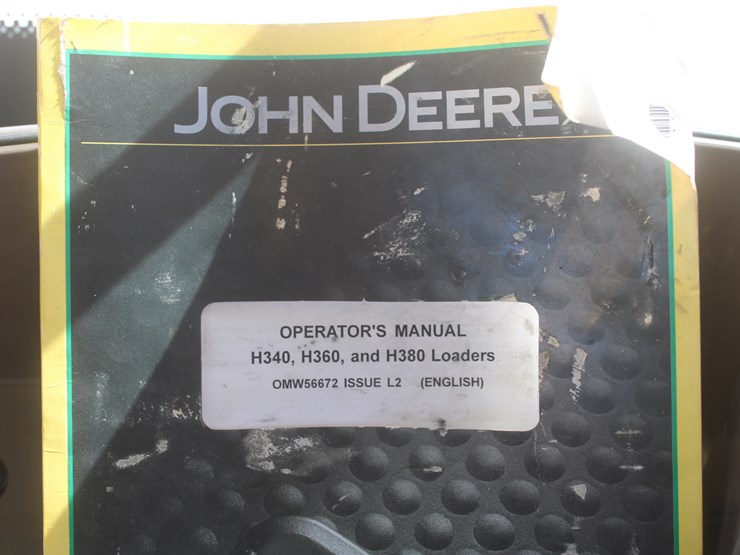 JOHN DEERE
OPERATOR'S MANUAL
H340, H360, and H380 Loaders
OMW56672 ISSUE L2 (ENGLISH)